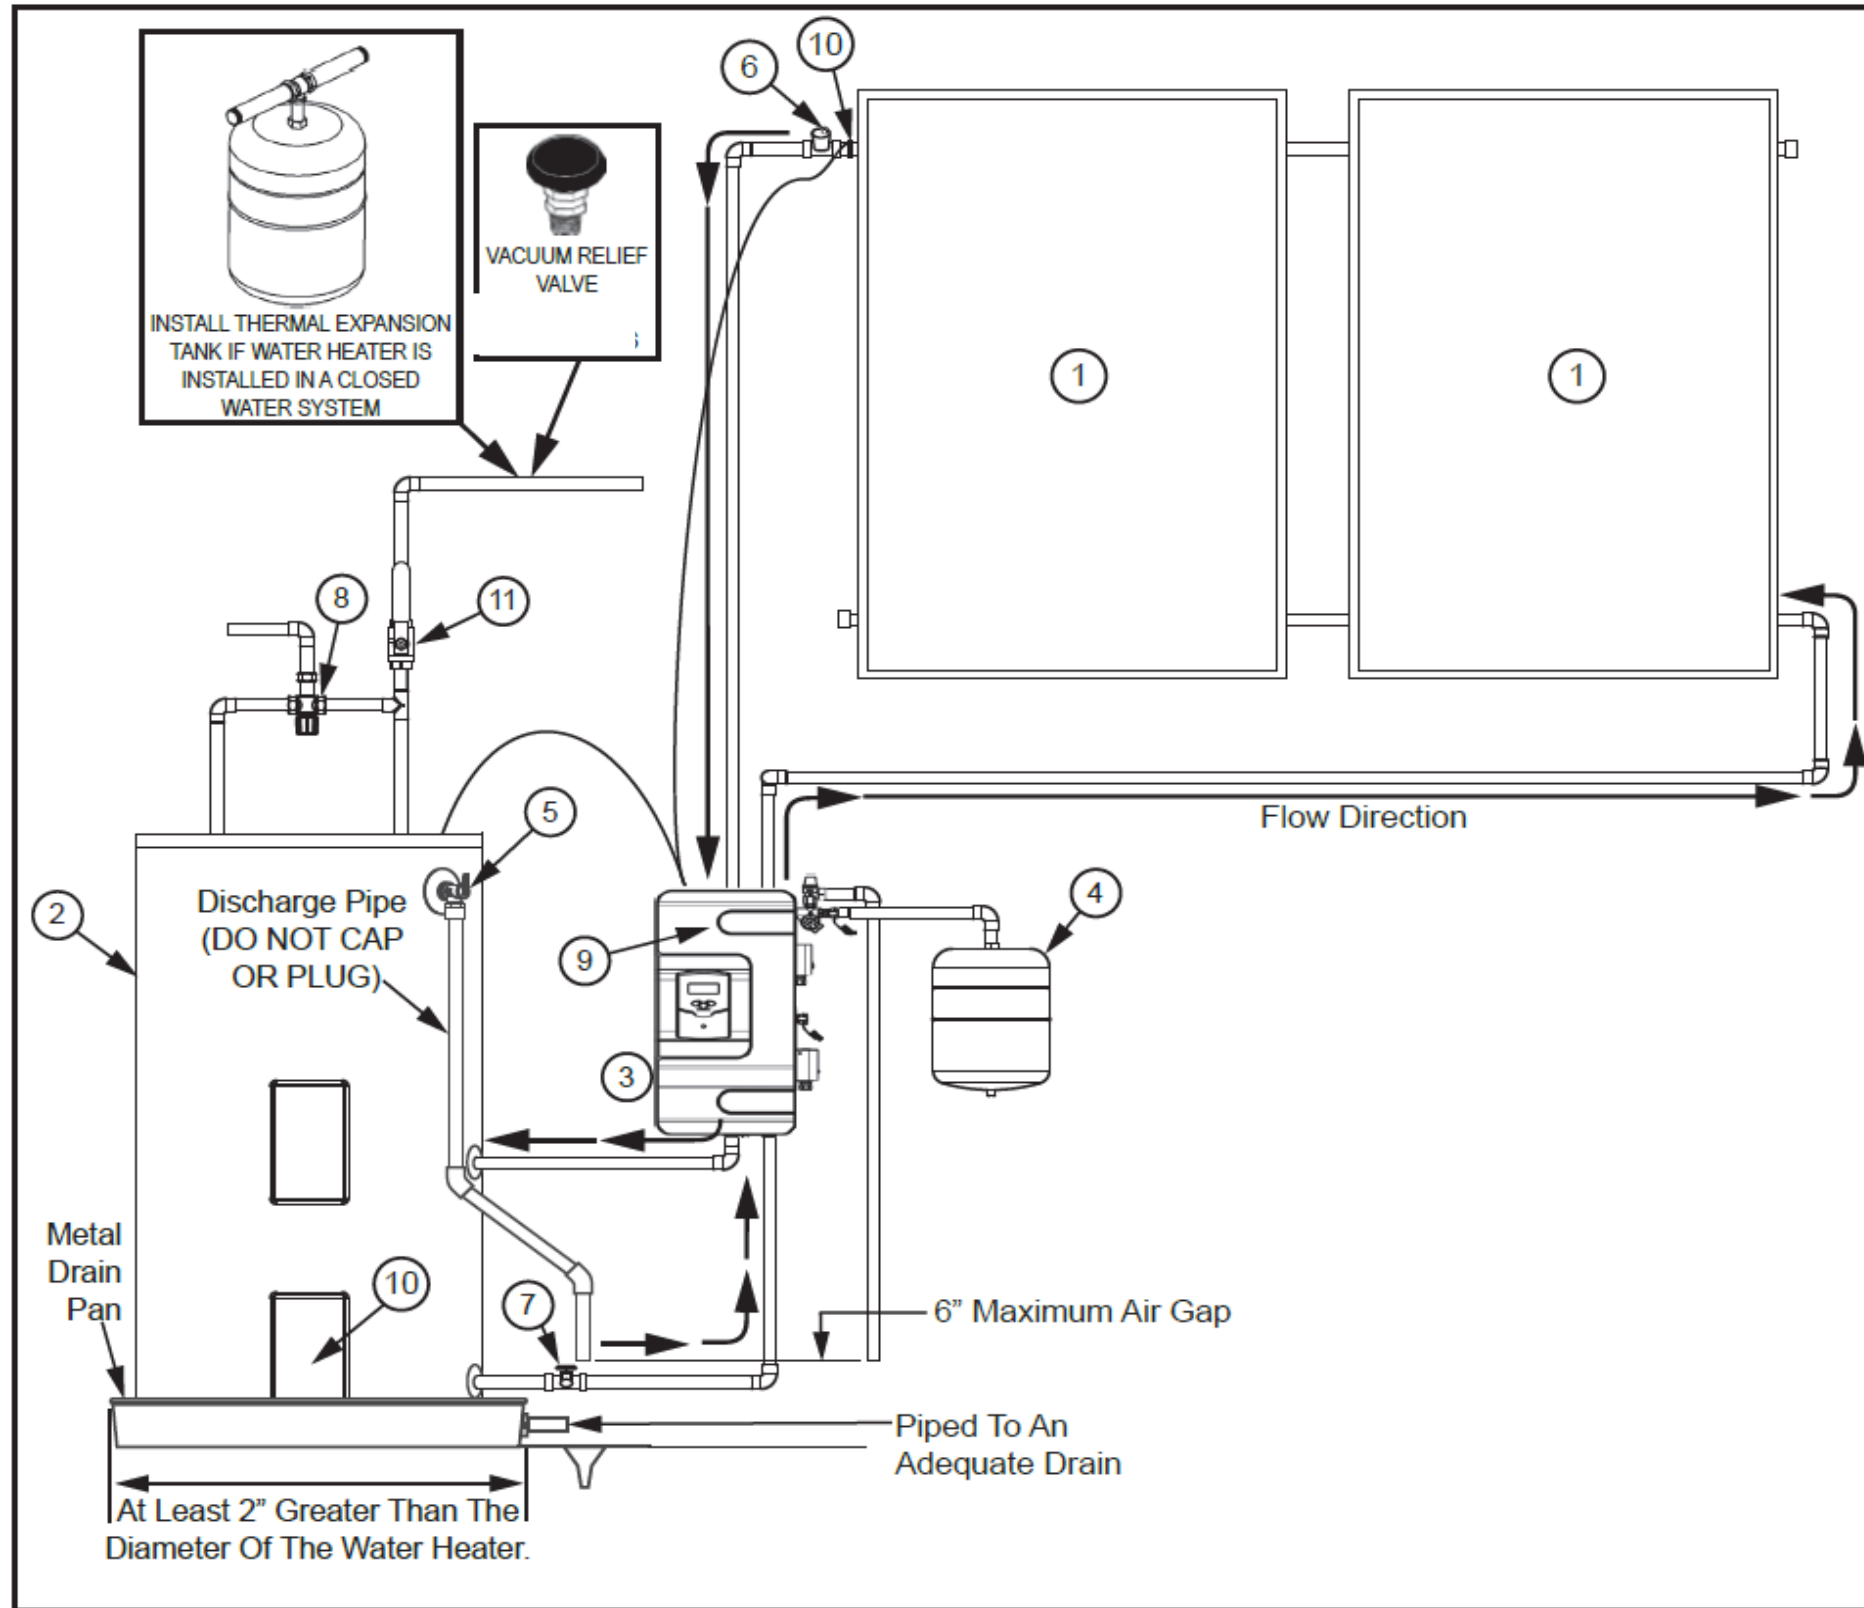 6
10
INSTALL THERMAL EXPANSION
TANK IF WATER HEATER IS
INSTALLED IN A CLOSED
WATER SYSTEM
VACUUM RELIEF
VALVE
1
1
8
11
Flow Direction
5
2
Discharge Pipe
(DO NOT CAP
OR PLUG)
9
4
3
Metal
Drain
Pan
10
7
6” Maximum Air Gap
Piped To An
Adequate Drain
At Least 2” Greater Than The
Diameter Of The Water Heater.